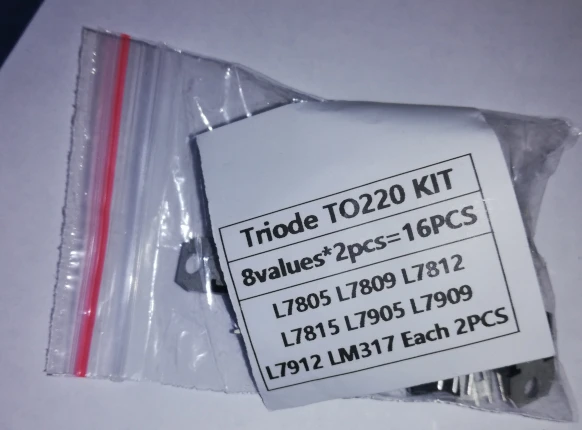 Triode TO220 KIT
8values*2pcs=16PCS
L7805 L7809 L7812
L7815 L7905 L7909
L7912 LM317 Each 2PCS